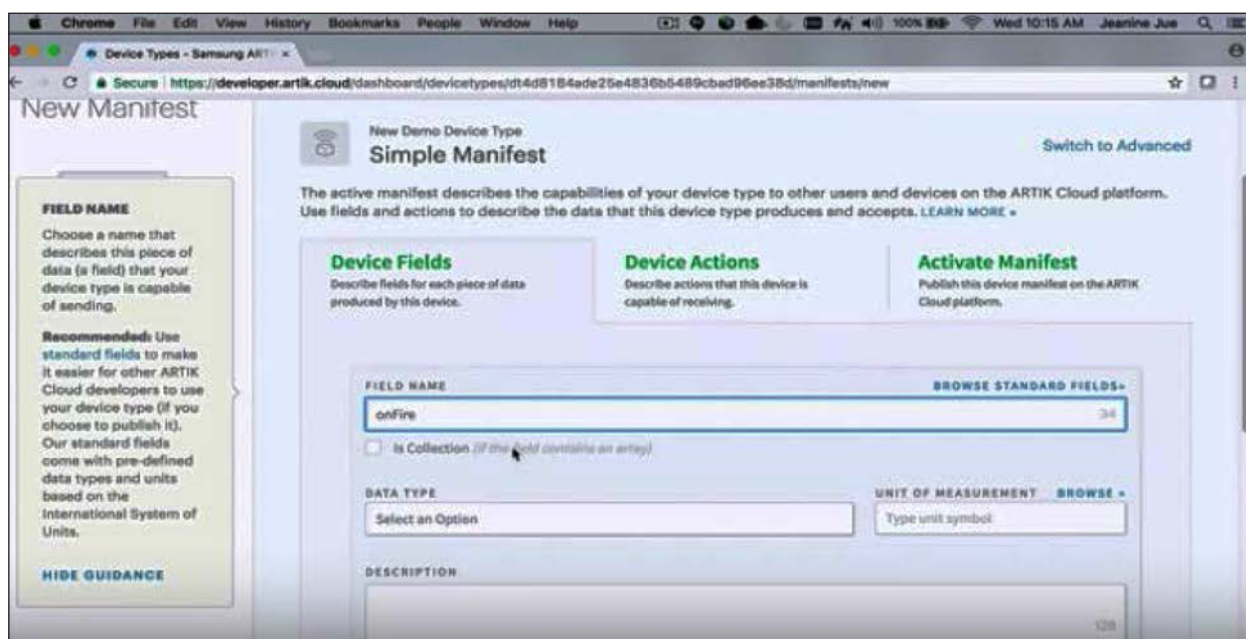 Chrome File Edit View History Bookmarks People Window Help 100% Wed 10:15 AM Jeanine Jue
Device Types - Samsung ARTI ×
Secure https://developer.artik.cloud/dashboard/devicetypes/dt4d8184ade25e4836b5489cbad96ee38d/manifests/new
New Manifest
New Demo Device Type
Simple Manifest
Switch to Advanced
The active manifest describes the capabilities of your device type to other users and devices on the ARTIK Cloud platform.
Use fields and actions to describe the data that this device type produces and accepts. LEARN MORE »
FIELD NAME
Choose a name that
describes this piece of
data (a field) that your
device type is capable
of sending.
Recommended: Use
standard fields to make
it easier for other ARTIK
Cloud developers to use
your device type (if you
choose to publish it).
Our standard fields
come with pre-defined
data types and units
based on the
International System of
Units.
HIDE GUIDANCE
Device Fields
Describe fields for each piece of data
produced by this device.
Device Actions
Describe actions that this device is
capable of receiving.
Activate Manifest
Publish this device manifest on the ARTIK
Cloud platform.
FIELD NAME BROWSE STANDARD FIELDS»
onFire 34
Is Collection (if the field contains an array)
DATA TYPE UNIT OF MEASUREMENT BROWSE »
Select an Option Type unit symbol
DESCRIPTION
128